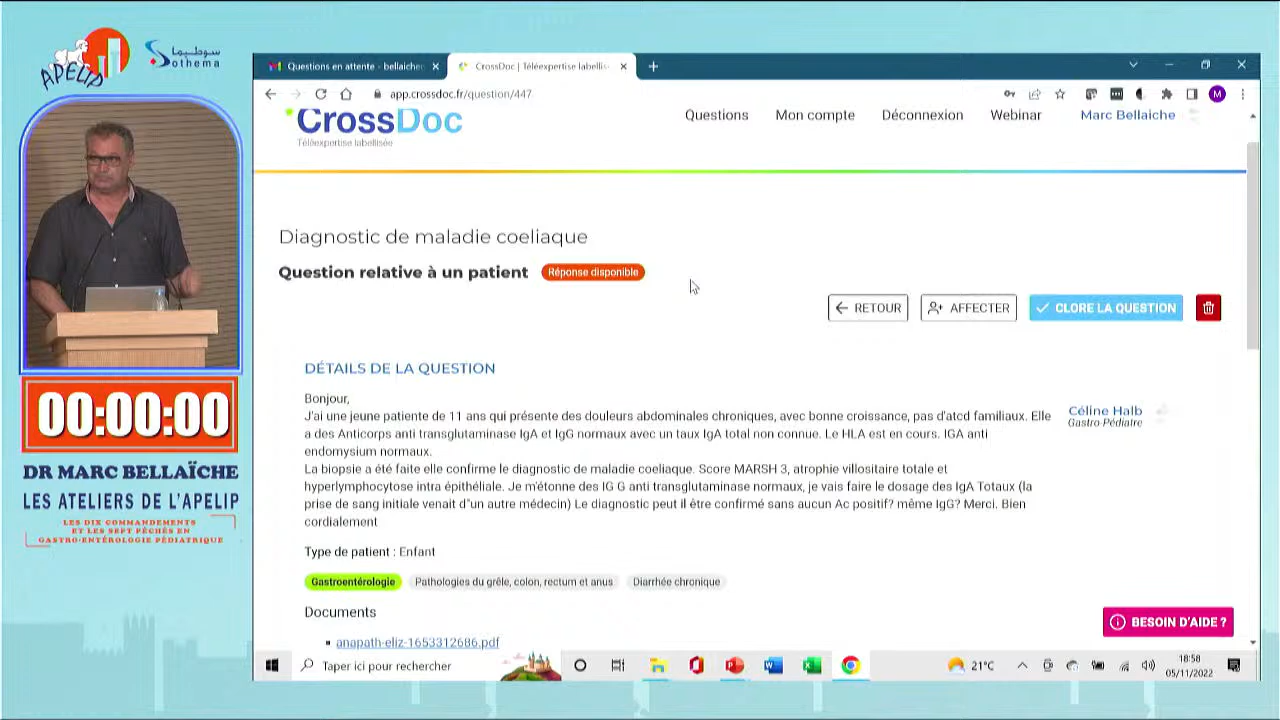 APELIP
سوطيما
Sothema
Questions en attente - bellaiche
CrossDoc | Téléexpertise labellis
app.crossdoc.fr/question/447
M
CrossDoc
Téléexpertise labellisée
Questions
Mon compte
Déconnexion
Webinar
Marc Bellaiche
Diagnostic de maladie coeliaque
Question relative à un patient
Réponse disponible
RETOUR
AFFECTER
CLORE LA QUESTION
DÉTAILS DE LA QUESTION
Bonjour,
J'ai une jeune patiente de 11 ans qui présente des douleurs abdominales chroniques, avec bonne croissance, pas d'atcd familiaux. Elle
a des Anticorps anti transglutaminase IgA et IgG normaux avec un taux IgA total non connue. Le HLA est en cours. IGA anti
endomysium normaux.
La biopsie a été faite elle confirme le diagnostic de maladie coeliaque. Score MARSH 3, atrophie villositaire totale et
hyperlymphocytose intra épithéliale. Je m'étonne des IG G anti transglutaminase normaux, je vais faire le dosage des IgA Totaux (la
prise de sang initiale venait d"un autre médecin) Le diagnostic peut il être confirmé sans aucun Ac positif? même IgG? Merci. Bien
cordialement
Céline Halb
Gastro-Pédiatre
Type de patient : Enfant
Gastroentérologie
Pathologies du grêle, colon, rectum et anus
Diarrhée chronique
Documents
anapath-eliz-1653312686.pdf
BESOIN D'AIDE ?
Taper ici pour rechercher
21°C
18:58
05/11/2022
00:00:00
DR MARC BELLAÏCHE
LES ATELIERS DE L'APELIP
LES DIX COMMANDEMENTS
ET LES SEPT PÉCHÉS EN
GASTRO-ENTÉROLOGIE PÉDIATRIQUE